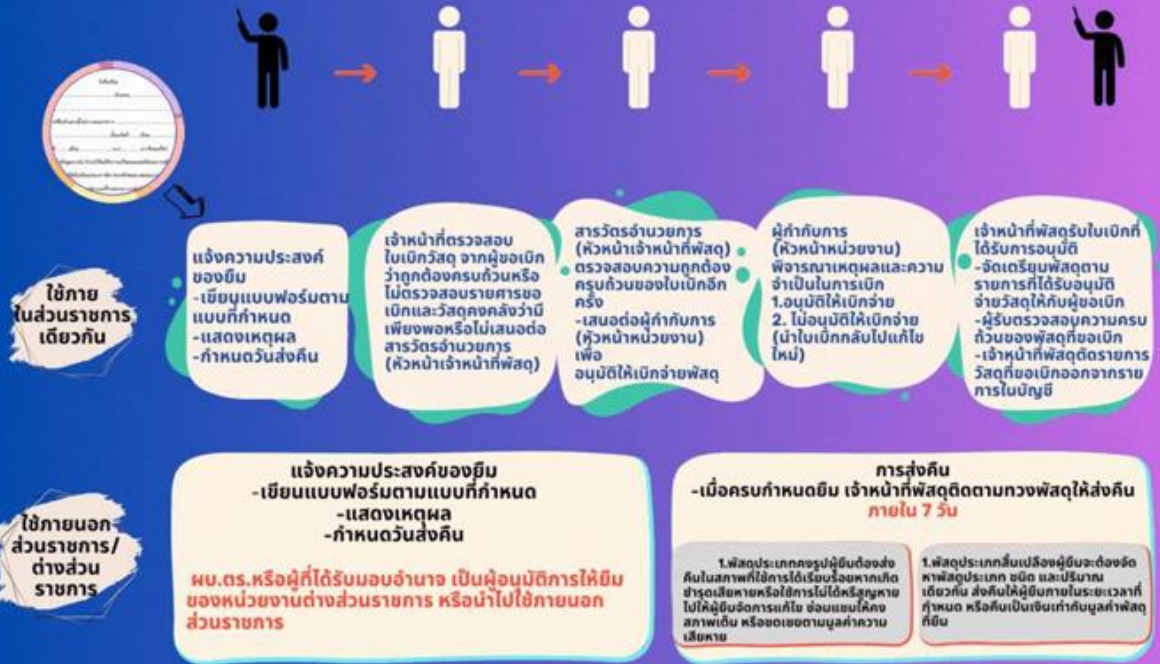 ใช้ภาย
ในส่วนราชการ
เดียวกัน
แจ้งความประสงค์
ของยืม
-เขียนแบบฟอร์มตาม
แบบที่กำหนด
-แสดงเหตุผล
-กำหนดวันส่งคืน
เจ้าหน้าที่ตรวจสอบ
ใบเบิกวัสดุ จากผู้ขอเบิก
ว่าถูกต้องครบถ้วนหรือ
ไม่ตรวจสอบรายศารขอ
เบิกและวัสดุคงคลังว่ามี
เพียงพอหรือไม่เสนอต่อ
สารวัตรอำนวยการ
(หัวหน้าเจ้าหน้าที่พัสดุ)
สารวัตรอำนวยการ
(หัวหน้าเจ้าหน้าที่พัสดุ)
ตรวจสอบความถูกต้อง
ครบถ้วนของใบเบิกอีก
ครั้ง
-เสนอต่อผู้กำกับการ
(หัวหน้าหน่วยงาน)
เพื่อ
อนุมัติให้เบิกจ่ายพัสดุ
ผู้กำกับการ
(หัวหน้าหน่วยงาน)
พิจารณาเหตุผลและความ
จำเป็นในการเบิก
1.อนุมัติให้เบิกจ่าย
2. ไม่อนุมัติให้เบิกจ่าย
(นำใบเบิกกลับไปแก้ไข
ใหม่)
เจ้าหน้าที่พัสดุรับใบเบิกที่
ได้รับการอนุมัติ
-จัดเตรียมพัสดุตาม
รายการที่ได้รับอนุมัติ
จ่ายวัสดุให้กับผู้ขอเบิก
-ผู้รับตรวจสอบความครบ
ถ้วนของพัสดุที่ขอเบิก
-เจ้าหน้าที่พัสดุตัดรายการ
วัสดุที่ขอเบิกออกจากราย
การในบัญชี
ใช้ภายนอก
ส่วนราชการ/
ต่างส่วน
ราชการ
แจ้งความประสงค์ของยืม
-เขียนแบบฟอร์มตามแบบที่กำหนด
-แสดงเหตุผล
-กำหนดวันส่งคืน
ผบ.ตร.หรือผู้ที่ได้รับมอบอำนาจ เป็นผู้อนุมัติการให้ยืม
ของหน่วยงานต่างส่วนราชการ หรือนำไปใช้ภายนอก
ส่วนราชการ
การส่งคืน
-เมื่อครบกำหนดยืม เจ้าหน้าที่พัสดุติดตามทวงพัสดุให้ส่งคืน
ภายใน 7 วัน
1.พัสดุประเภทคงรูปผู้ยืมต้องส่ง
คืนในสภาพที่ใช้การได้เรียบร้อยหากเกิด
ชำรุดเสียหายหรือใช้การไม่ได้หรืสูญหาย
ไปให้ผู้ยืมจัดการแก้ไข ซ่อมแซมให้คง
สภาพเดิม หรือชดเชยตามมูลค่าความ
เสียหาย
1.พัสดุประเภทสิ้นเปลืองผู้ยืมจะต้องจัด
หาพัสดุประเภท ชนิด และปริมาณ
เดียวกัน ส่งคืนให้ผู้ยืมภายในระยะเวลาที่
กำหนด หรือคืนเป็นเงินเท่ากับมูลค่าพัสดุ
ที่ยืม